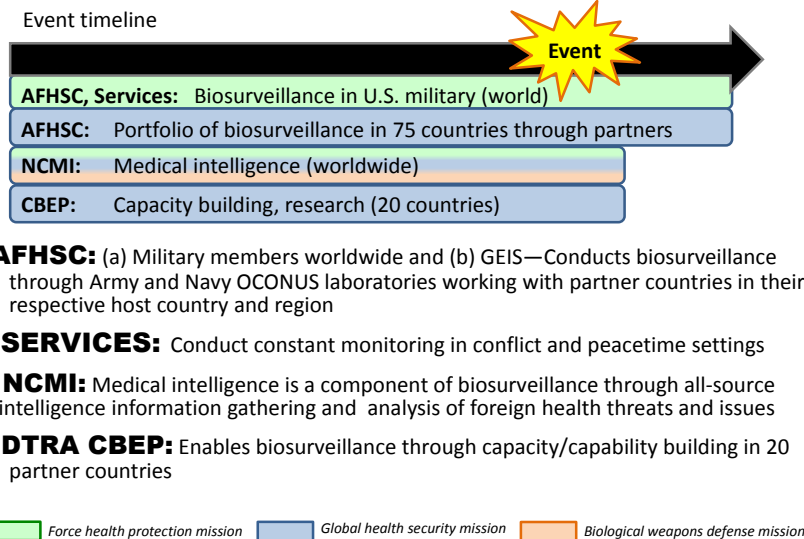 Event timeline
Event
AFHSC, Services: Biosurveillance in U.S. military (world)
AFHSC: Portfolio of biosurveillance in 75 countries through partners
NCMI: Medical intelligence (worldwide)
CBEP: Capacity building, research (20 countries)
AFHSC: (a) Military members worldwide and (b) GEIS—Conducts biosurveillance
through Army and Navy OCONUS laboratories working with partner countries in their
respective host country and region
SERVICES: Conduct constant monitoring in conflict and peacetime settings
NCMI: Medical intelligence is a component of biosurveillance through all-source
intelligence information gathering and analysis of foreign health threats and issues
DTRA CBEP: Enables biosurveillance through capacity/capability building in 20
partner countries
Force health protection mission
Global health security mission
Biological weapons defense mission